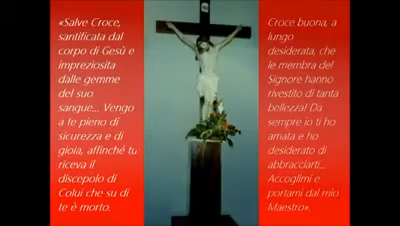 «Salve Croce,
santificata dal
corpo di Gesù e
impreziosita
dalle gemme
del suo
sangue... Vengo
a te pieno di
sicurezza e di
gioia, affinché tu
riceva il
discepolo di
Colui che su di
te è morto.
Croce buona, a
lungo
desiderata, che
le membra del
Signore hanno
rivestito di tanta
bellezza! Da
sempre io ti ho
amata e ho
desiderato di
abbracciarti...
Accoglimi e
portami dal mio
Maestro».